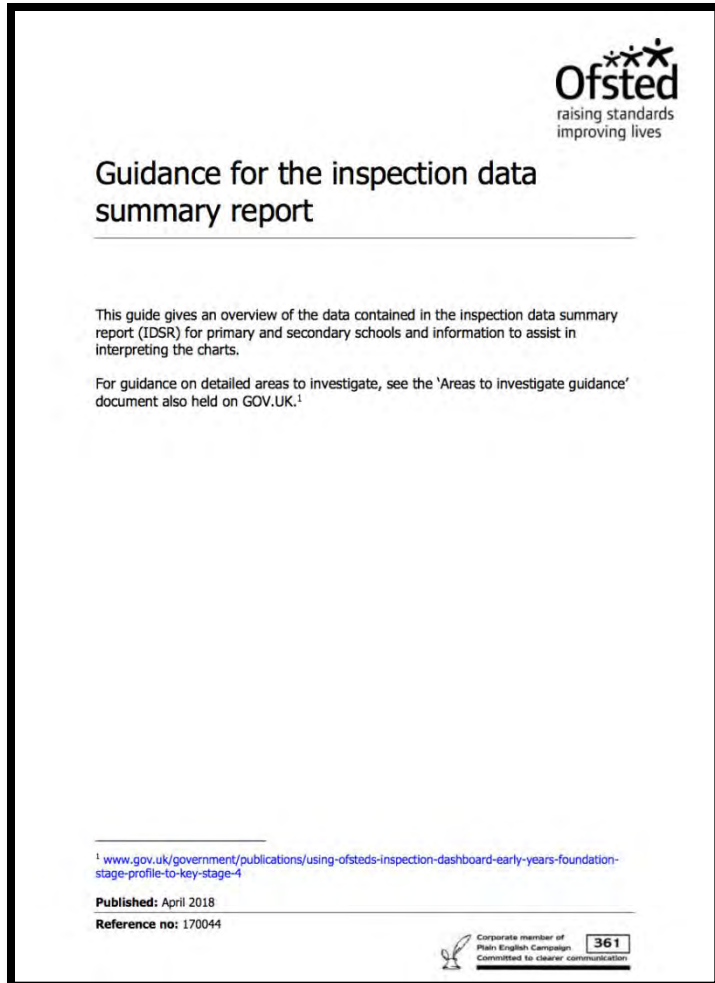 Ofsted
raising standards
improving lives
Guidance for the inspection data
summary report
This guide gives an overview of the data contained in the inspection data summary
report (IDSR) for primary and secondary schools and information to assist in
interpreting the charts.
For guidance on detailed areas to investigate, see the ‘Areas to investigate guidance’
document also held on GOV.UK.¹
¹ www.gov.uk/government/publications/using-ofsteds-inspection-dashboard-early-years-foundation-
stage-profile-to-key-stage-4
Published: April 2018
Reference no: 170044
Corporate member of
Plain English Campaign
Committed to clearer communication
361